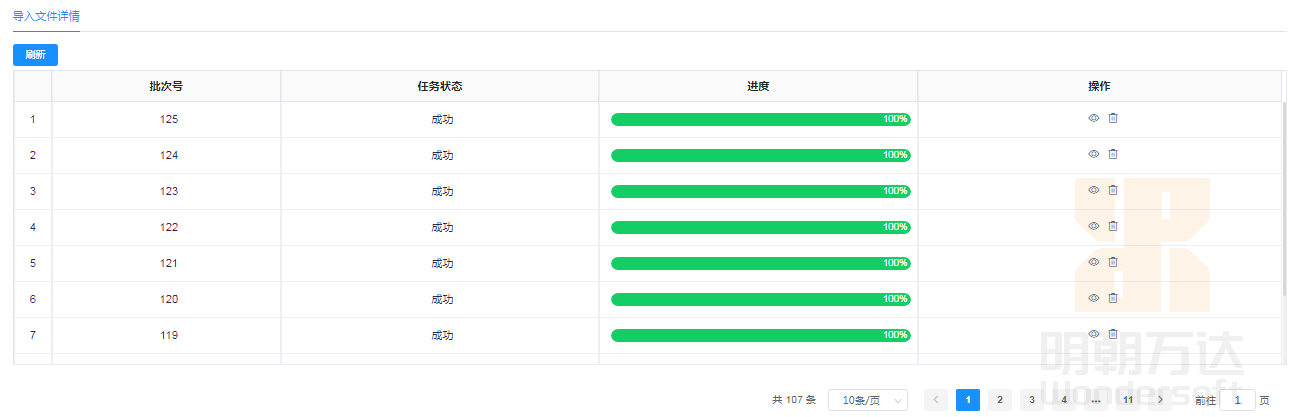 导入文件详情
刷新
批次号 任务状态 进度 操作
1 125 成功 100%
2 124 成功 100%
3 123 成功 100%
4 122 成功 100%
5 121 成功 100%
6 120 成功 100%
7 119 成功 100%
明朝万达
Wondersoft
共 107 条 10条/页 1 2 3 4 ... 11 前往 1 页